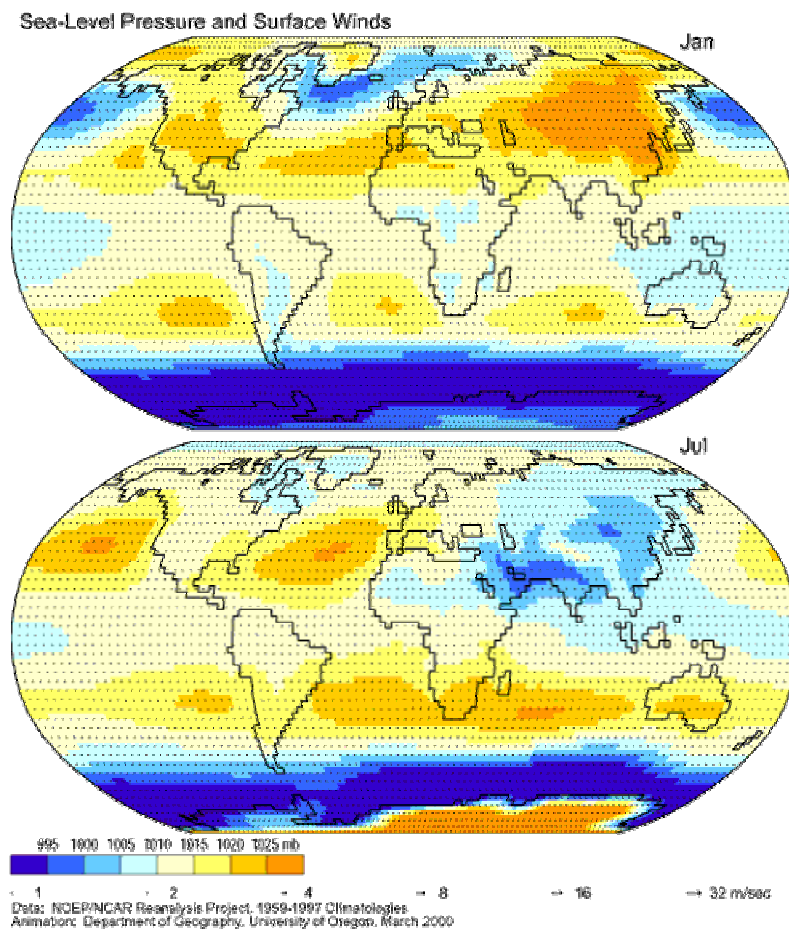 Sea-Level Pressure and Surface Winds
Jan
Jul
995 1000 1005 1010 1015 1020 1025 mb
1 2 4 8 16 32 m/sec
Data: NCEP/NCAR Reanalysis Project, 1959-1997 Climatologies
Animation: Department of Geography, University of Oregon, March 2000